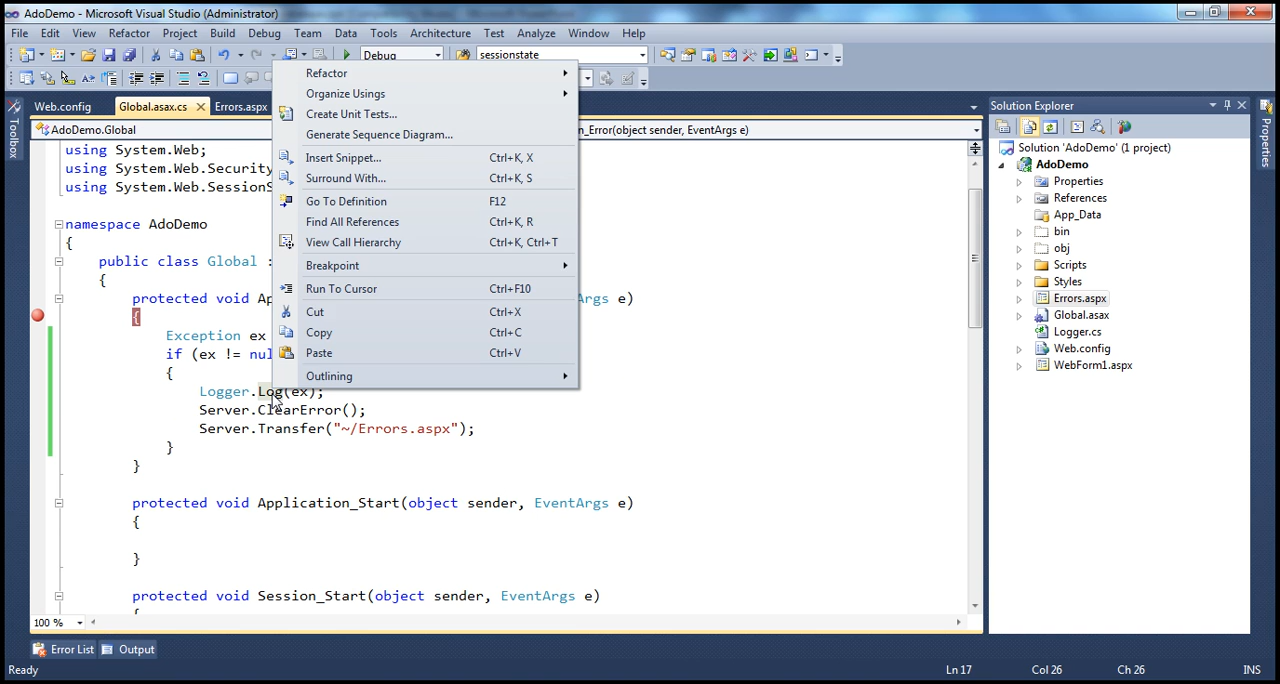 AdoDemo - Microsoft Visual Studio (Administrator)
File Edit View Refactor Project Build Debug Team Data Tools Architecture Test Analyze Window Help
Debug sessionstate
Web.config Global.asax.cs Errors.aspx
AdoDemo.Global n_Error(object sender, EventArgs e)
Toolbox
using System.Web;
using System.Web.Security
using System.Web.SessionS
namespace AdoDemo
{
public class Global :
{
protected void Ap Args e)
{
Exception ex
if (ex != nul
{
Logger.Log(ex);
Server.ClearError();
Server.Transfer("~/Errors.aspx");
}
}
protected void Application_Start(object sender, EventArgs e)
{
}
protected void Session_Start(object sender, EventArgs e)
{
100 %
Refactor
Organize Usings
Create Unit Tests...
Generate Sequence Diagram...
Insert Snippet... Ctrl+K, X
Surround With... Ctrl+K, S
Go To Definition F12
Find All References Ctrl+K, R
View Call Hierarchy Ctrl+K, Ctrl+T
Breakpoint
Run To Cursor Ctrl+F10
Cut Ctrl+X
Copy Ctrl+C
Paste Ctrl+V
Outlining
Solution Explorer
Solution 'AdoDemo' (1 project)
AdoDemo
Properties
References
App_Data
bin
obj
Scripts
Styles
Errors.aspx
Global.asax
Logger.cs
Web.config
WebForm1.aspx
Properties
Error List Output
Ready Ln 17 Col 26 Ch 26 INS